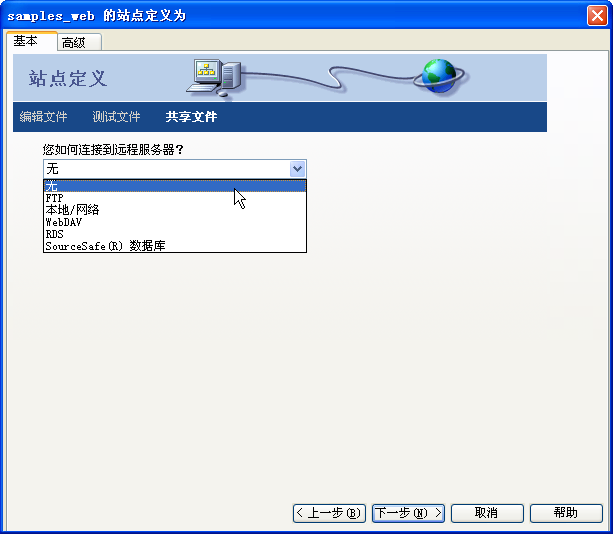 samples_web 的站点定义为
基本 高级
站点定义
编辑文件 测试文件 共享文件
您如何连接到远程服务器?
无
无
FTP
本地/网络
WebDAV
RDS
SourceSafe(R) 数据库
< 上一步(B) 下一步(N) > 取消 帮助